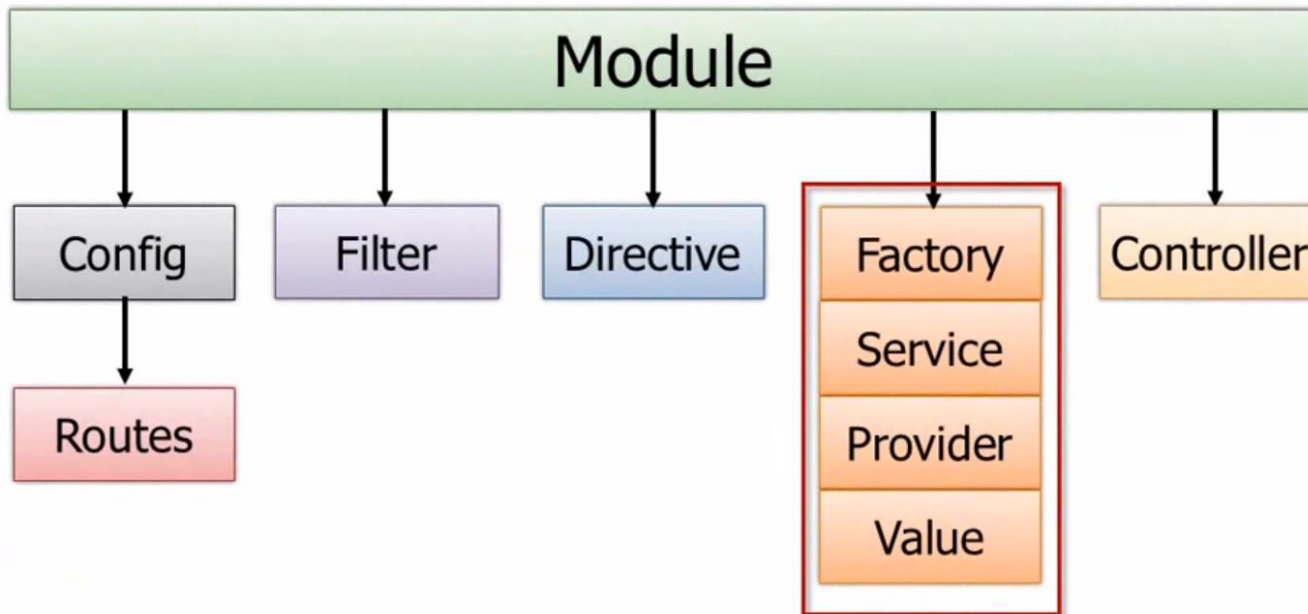 Module
Config
Filter
Directive
Factory
Controller
Service
Routes
Provider
Value